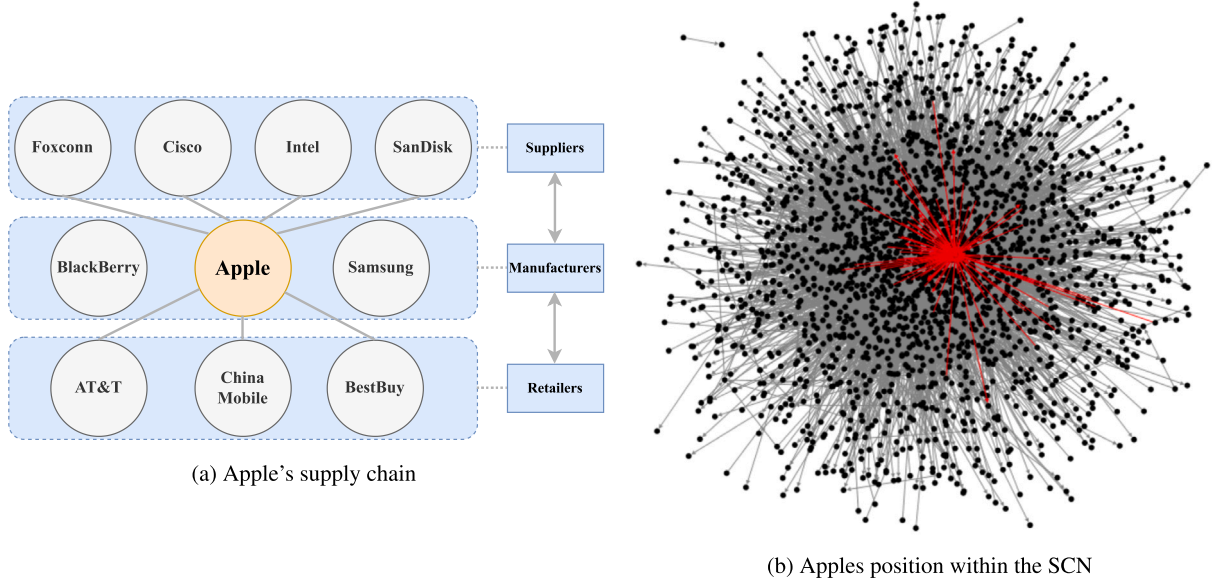 Foxconn
Cisco
Intel
SanDisk
Suppliers
BlackBerry
Apple
Samsung
Manufacturers
AT&T
China
Mobile
BestBuy
Retailers
(a) Apple's supply chain
(b) Apples position within the SCN